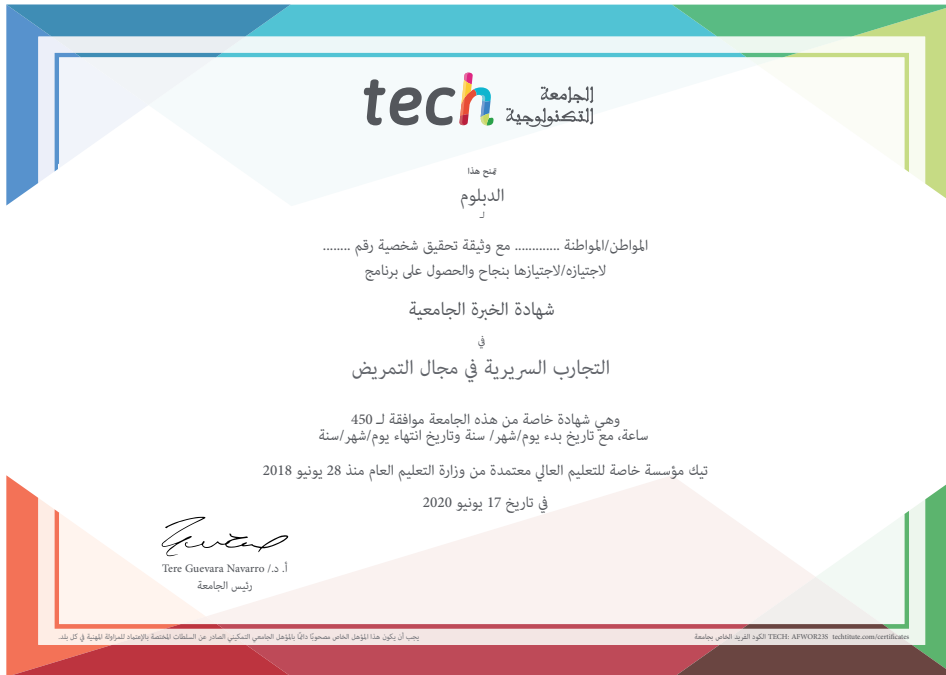 tech الجامعة
التكنولوجية
يمنح هذا
الدبلوم
لـ
المواطن/المواطنة ............ مع وثيقة تحقيق شخصية رقم ........
لاجتيازه/لاجتيازها بنجاح والحصول على برنامج
شهادة الخبرة الجامعية
في
التجارب السريرية في مجال التمريض
وهي شهادة خاصة من هذه الجامعة موافقة لـ 450
ساعة، مع تاريخ بدء يوم/شهر/ سنة وتاريخ انتهاء يوم/شهر/سنة
تيك مؤسسة خاصة للتعليم العالي معتمدة من وزارة التعليم العام منذ 28 يونيو 2018
في تاريخ 17 يونيو 2020
أ. د./ Tere Guevara Navarro
رئيس الجامعة
يجب أن يكون هذا المؤهل الخاص مصحوبًا دائمًا بالمؤهل الجامعي التمكيني الصادر عن السلطات المختصة بالإعتماد للمزاولة المهنية في كل بلد.
الكود الفريد الخاص بجامعة TECH: AFWOR23S techtitute.com/certificates